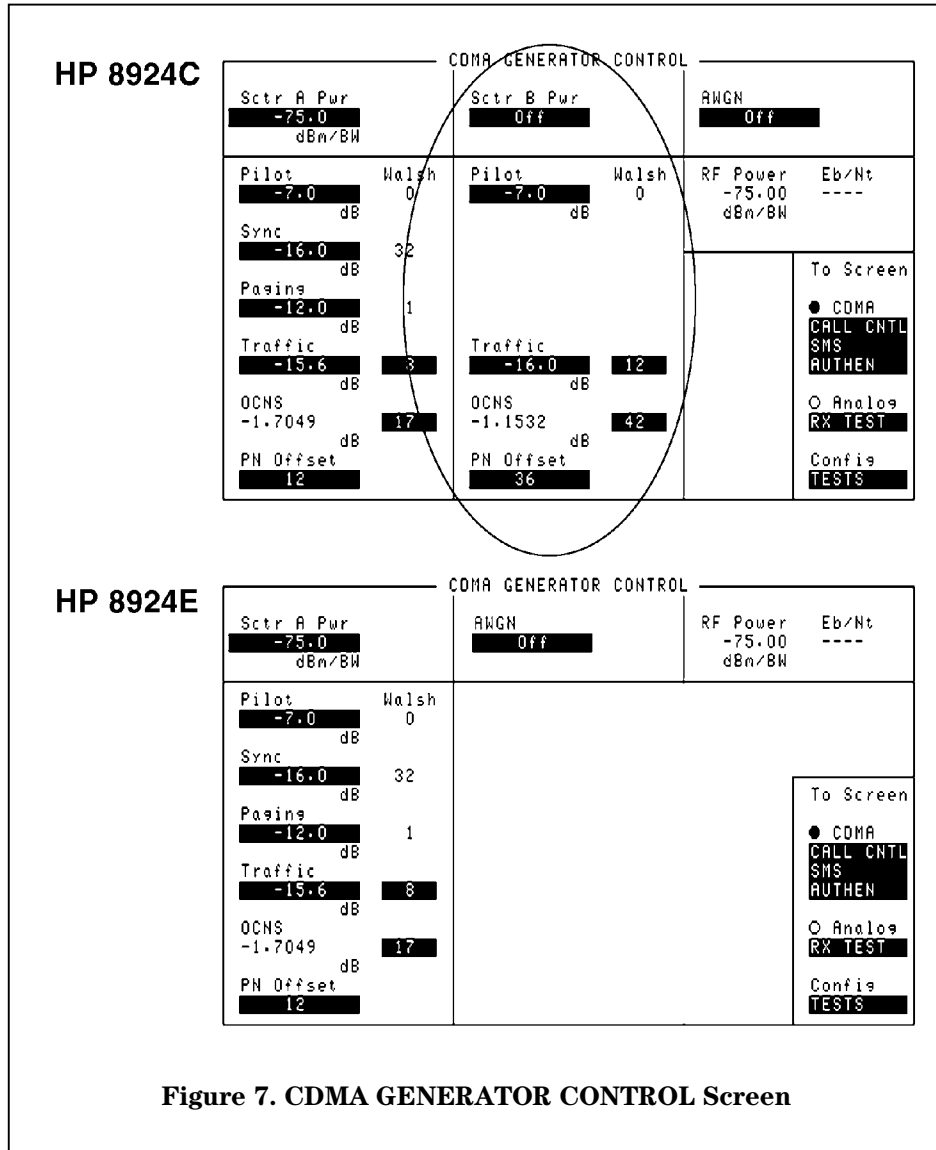 HP 8924C
CDMA GENERATOR CONTROL
Sctr A Pwr
-75.0
dBm/BW
Sctr B Pwr
Off
AWGN
Off
Pilot Walsh
-7.0 0
dB
Sync
-16.0 32
dB
Paging
-12.0 1
dB
Traffic
-15.6 8
dB
OCNS
-1.7049 17
dB
PN Offset
12
Pilot Walsh
-7.0 0
dB
Traffic
-16.0 12
dB
OCNS
-1.1532 42
dB
PN Offset
36
RF Power Eb/Nt
-75.00 ----
dBm/BW
To Screen
CDMA
CALL CNTL
SMS
AUTHEN
Analog
RX TEST
Config
TESTS
HP 8924E
CDMA GENERATOR CONTROL
Sctr A Pwr
-75.0
dBm/BW
AWGN
Off
RF Power Eb/Nt
-75.00 ----
dBm/BW
Pilot Walsh
-7.0 0
dB
Sync
-16.0 32
dB
Paging
-12.0 1
dB
Traffic
-15.6 8
dB
OCNS
-1.7049 17
dB
PN Offset
12
To Screen
CDMA
CALL CNTL
SMS
AUTHEN
Analog
RX TEST
Config
TESTS
Figure 7. CDMA GENERATOR CONTROL Screen